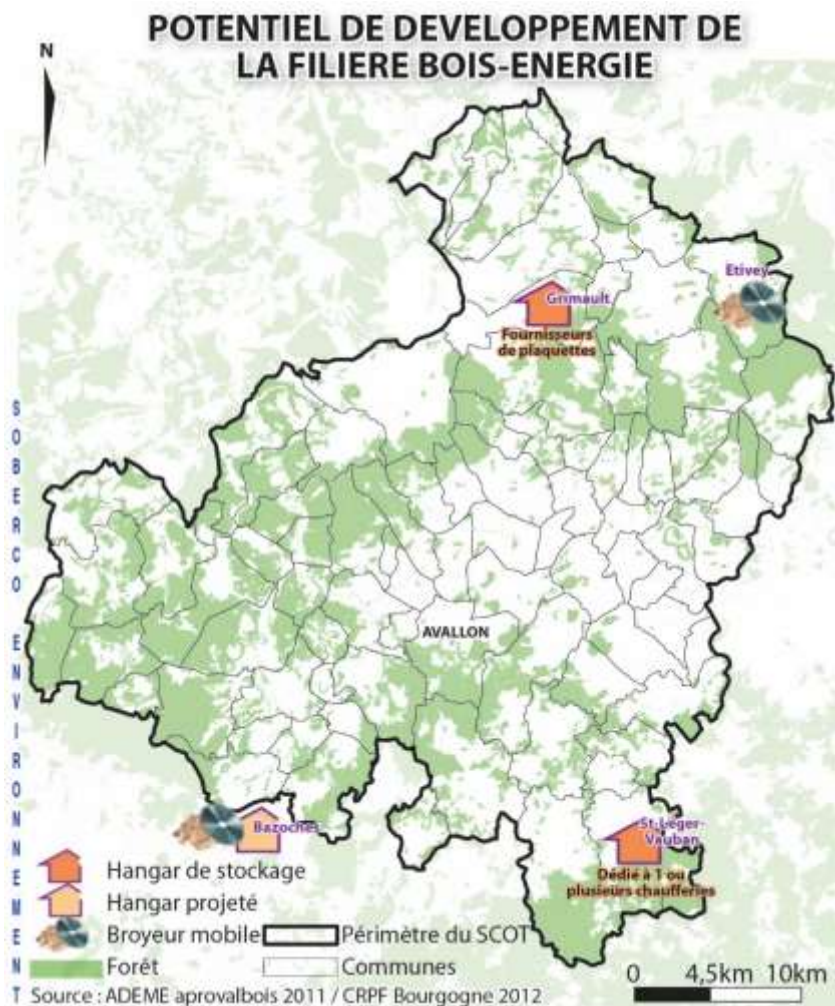 POTENTIEL DE DEVELOPPEMENT DE
LA FILIERE BOIS-ENERGIE
N
Etivey
Grimault
Fournisseurs
de plaquettes
AVALLON
Bazoches
St-Léger-
Vauban
Dédié à 1 ou
plusieurs chaufferies
Hangar de stockage
Hangar projeté
Broyeur mobile Périmètre du SCOT
Forêt Communes
0 4,5km 10km
Source : ADEME aprovalbois 2011 / CRPF Bourgogne 2012
SOBERCO ENVIRONNEMENT